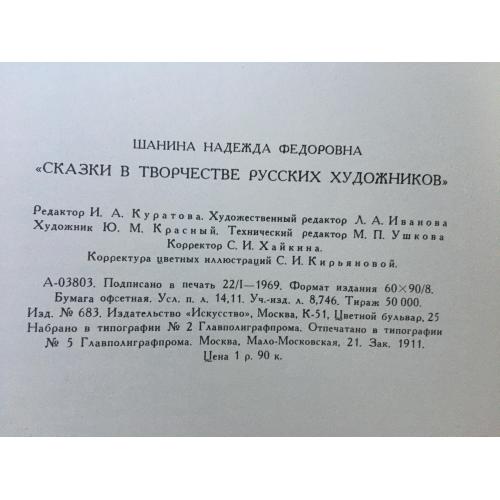 ШАНИНА НАДЕЖДА ФЕДОРОВНА
«СКАЗКИ В ТВОРЧЕСТВЕ РУССКИХ ХУДОЖНИКОВ»
Редактор И. А. Куратова. Художественный редактор Л. А. Иванова
Художник Ю. М. Красный. Технический редактор М. П. Ушкова
Корректор С. И. Хайкина.
Корректура цветных иллюстраций С. И. Кирьяновой.
А-03803. Подписано в печать 22/I—1969. Формат издания 60×90/8.
Бумага офсетная. Усл. п. л. 14,11. Уч.-изд. л. 8,746. Тираж 50 000.
Изд. № 683. Издательство «Искусство», Москва, К-51, Цветной бульвар, 25
Набрано в типографии № 2 Главполиграфпрома. Отпечатано в типографии
№ 5 Главполиграфпрома. Москва, Мало-Московская, 21. Зак. 1911.
Цена 1 р. 90 к.